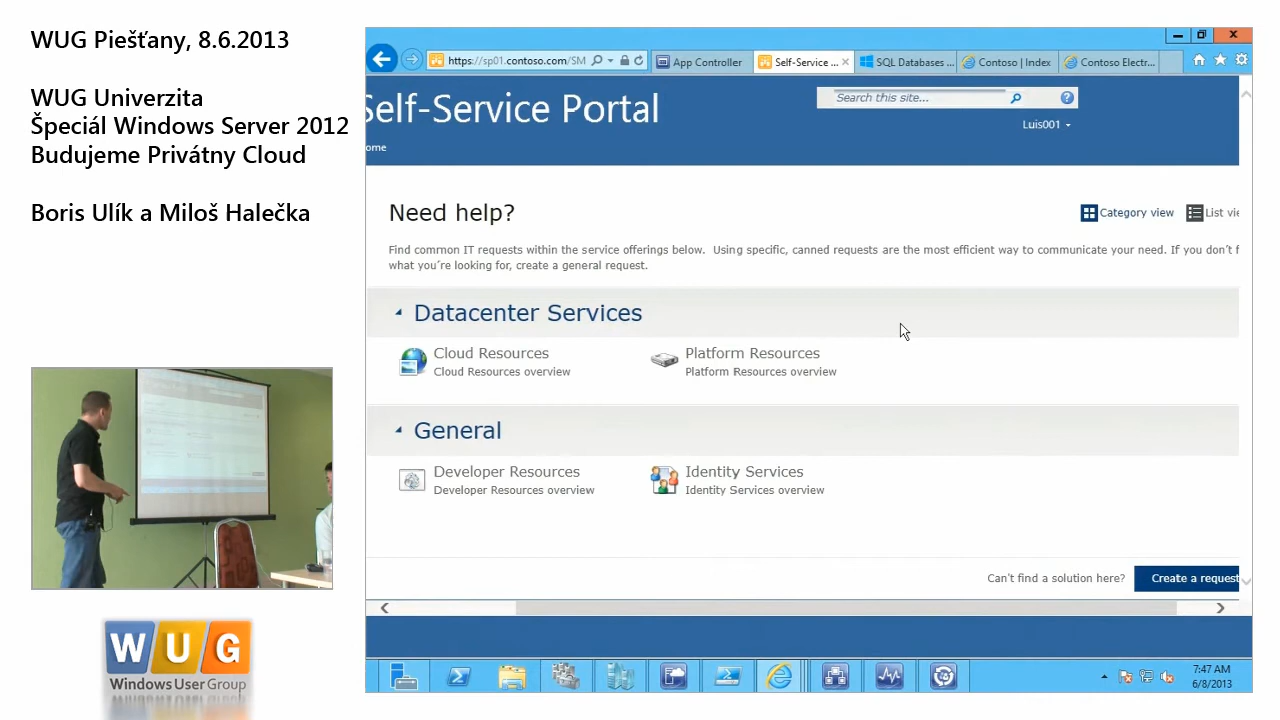 WUG Piešťany, 8.6.2013
WUG Univerzita
Špeciál Windows Server 2012
Budujeme Privátny Cloud
Boris Ulík a Miloš Halečka
WUG
Windows User Group
https://sp01.contoso.com/SM
App Controller
Self-Service ...
SQL Databases ...
Contoso | Index
Contoso Electr...
Self-Service Portal
Search this site...
Luis001
ome
Need help?
Category view
List vie
Find common IT requests within the service offerings below. Using specific, canned requests are the most efficient way to communicate your need. If you don't f
what you're looking for, create a general request.
Datacenter Services
Cloud Resources
Cloud Resources overview
Platform Resources
Platform Resources overview
General
Developer Resources
Developer Resources overview
Identity Services
Identity Services overview
Can't find a solution here?
Create a request
7:47 AM
6/8/2013